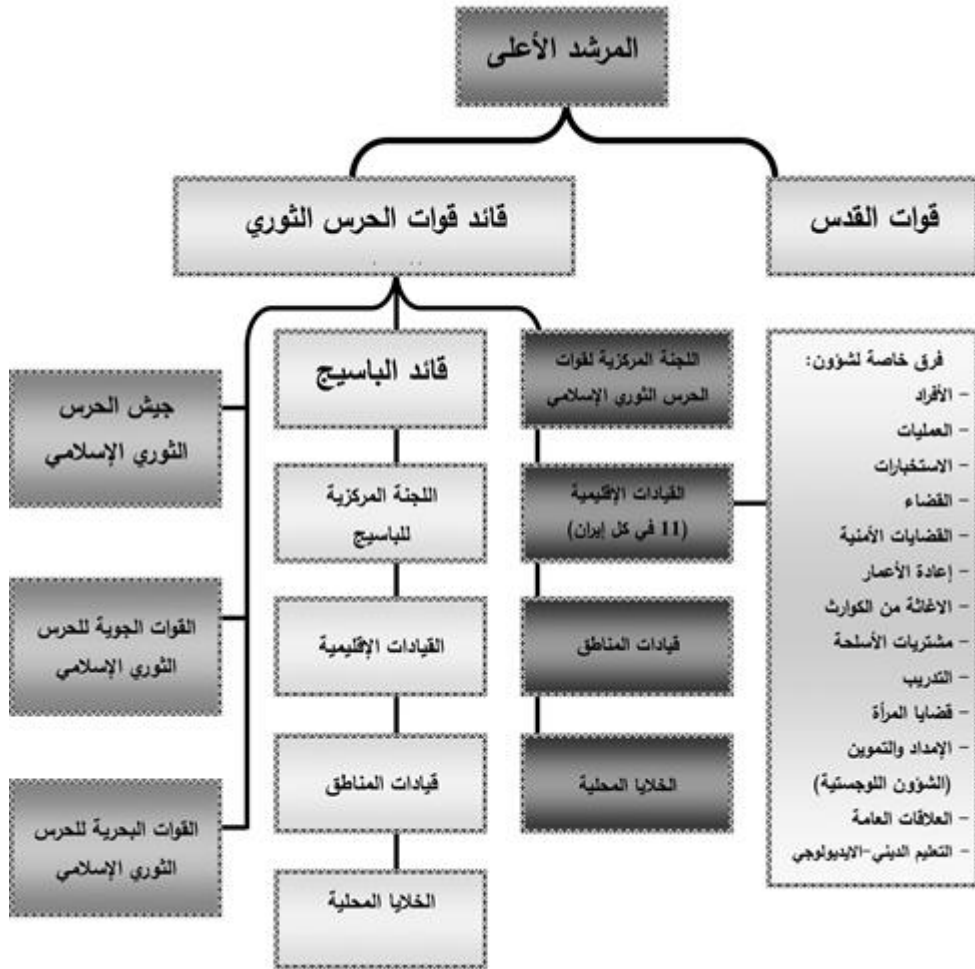 المرشد الأعلى
قوات القدس
قائد قوات الحرس الثوري
فرق خاصة لشؤون:
- الأفراد
- العمليات
- الاستخبارات
- القضاء
- القضايات الأمنية
- إعادة الأعمار
- الاغاثة من الكوارث
- مشتريات الأسلحة
- التدريب
- قضايا المرأة
- الإمداد والتموين
(الشؤون اللوجستية)
- العلاقات العامة
- التعليم الديني-الايديولوجي
اللجنة المركزية لقوات
الحرس الثوري الإسلامي
القيادات الإقليمية
(11 في كل إيران)
قيادات المناطق
الخلايا المحلية
قائد الباسيج
اللجنة المركزية
للباسيج
القيادات الإقليمية
قيادات المناطق
الخلايا المحلية
جيش الحرس
الثوري الإسلامي
القوات الجوية للحرس
الثوري الإسلامي
القوات البحرية للحرس
الثوري الإسلامي